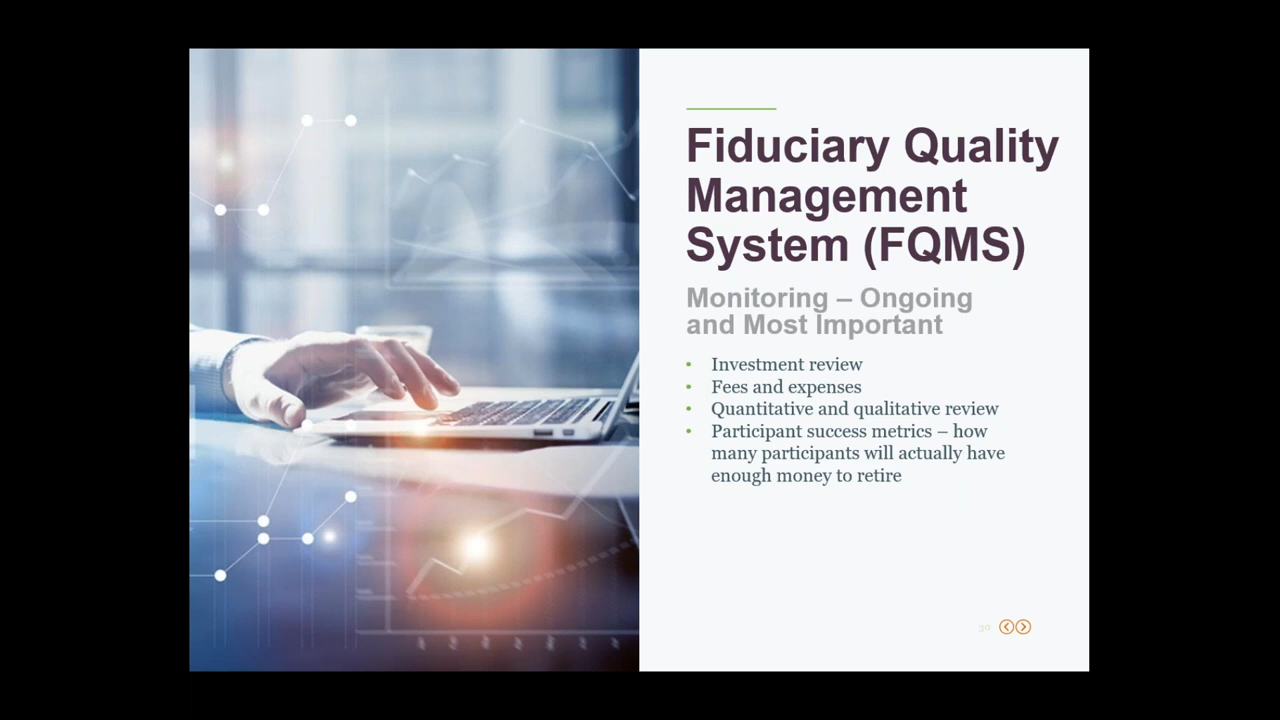 Fiduciary Quality
Management
System (FQMS)
Monitoring – Ongoing
and Most Important
• Investment review
• Fees and expenses
• Quantitative and qualitative review
• Participant success metrics – how
many participants will actually have
enough money to retire
30